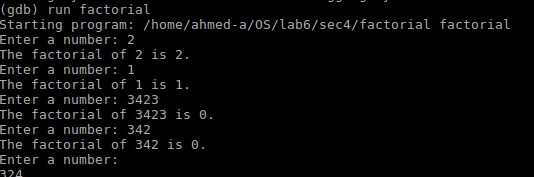 (gdb) run factorial
Starting program: /home/ahmed-a/OS/lab6/sec4/factorial factorial
Enter a number: 2
The factorial of 2 is 2.
Enter a number: 1
The factorial of 1 is 1.
Enter a number: 3423
The factorial of 3423 is 0.
Enter a number: 342
The factorial of 342 is 0.
Enter a number:
324